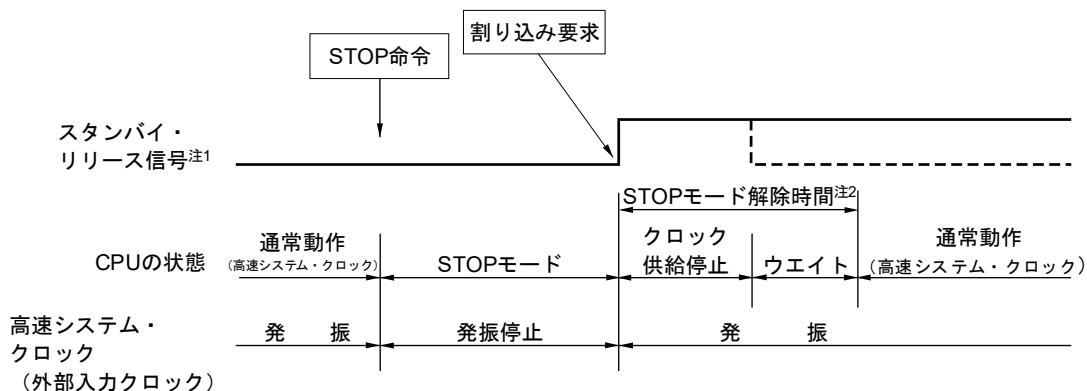 割り込み要求
STOP命令
スタンバイ・
リリース信号注1
STOPモード解除時間注2
CPUの状態
通常動作
(高速システム・クロック)
STOPモード
クロック
供給停止
ウエイト
通常動作
(高速システム・クロック)
高速システム・
クロック
(外部入力クロック)
発 振
発振停止
発 振